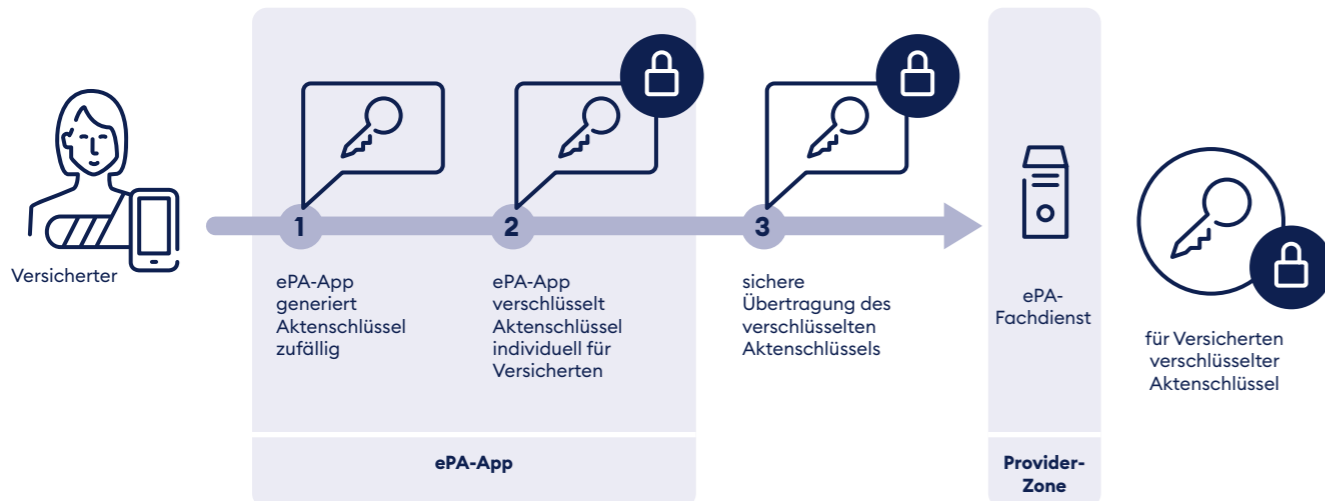 Versicherter
1
ePA-App
generiert
Aktenschlüssel
zufällig
2
ePA-App
verschlüsselt
Aktenschlüssel
individuell für
Versicherten
3
sichere
Übertragung des
verschlüsselten
Aktenschlüssels
ePA-
Fachdienst
für Versicherten
verschlüsselter
Aktenschlüssel
ePA-App
Provider-
Zone